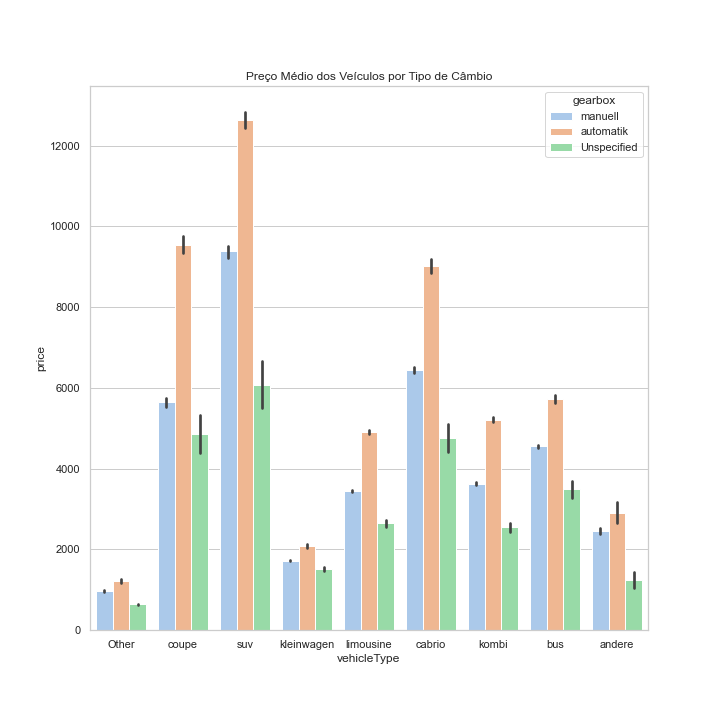 Preço Médio dos Veículos por Tipo de Câmbio
gearbox
manuell
automatik
Unspecified
12000
10000
8000
6000
4000
2000
0
price
Other coupe suv kleinwagen limousine cabrio kombi bus andere
vehicleType